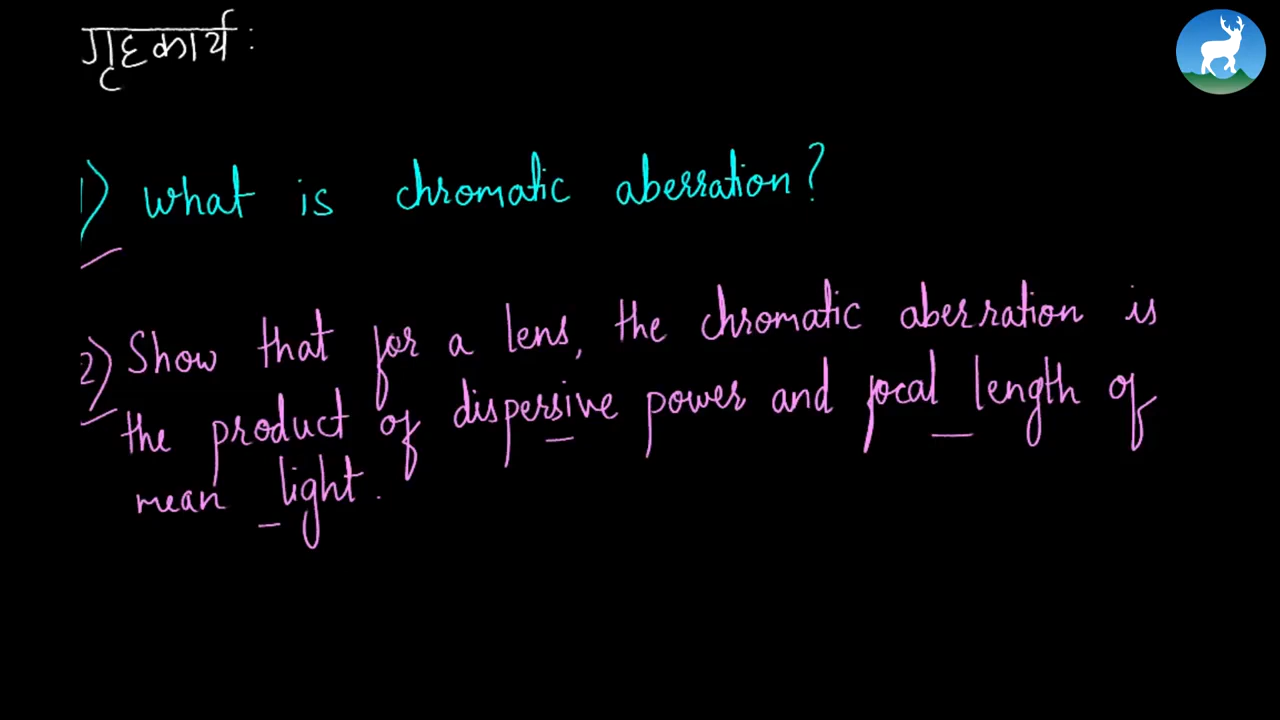 गृहकार्य :
1) What is chromatic aberration?
2) Show that for a lens, the chromatic aberration is
the product of dispersive power and focal length of
mean light.